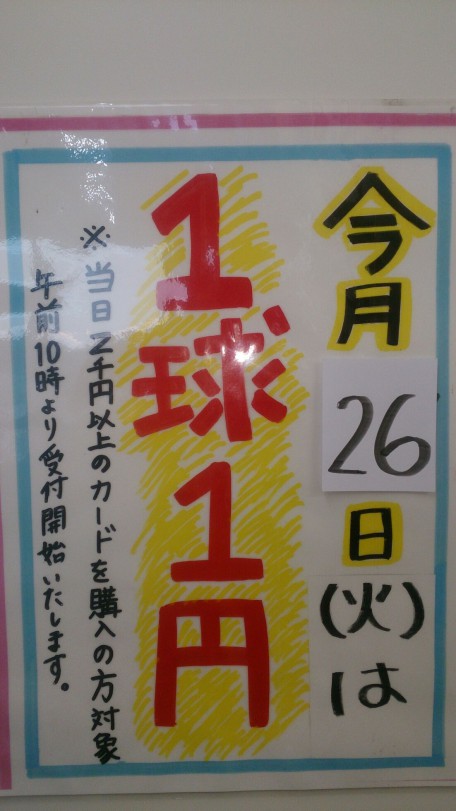 今月26日(火)は
1球1円
※当日2千円以上のカードを購入の方対象
午前10時より受付開始いたします。